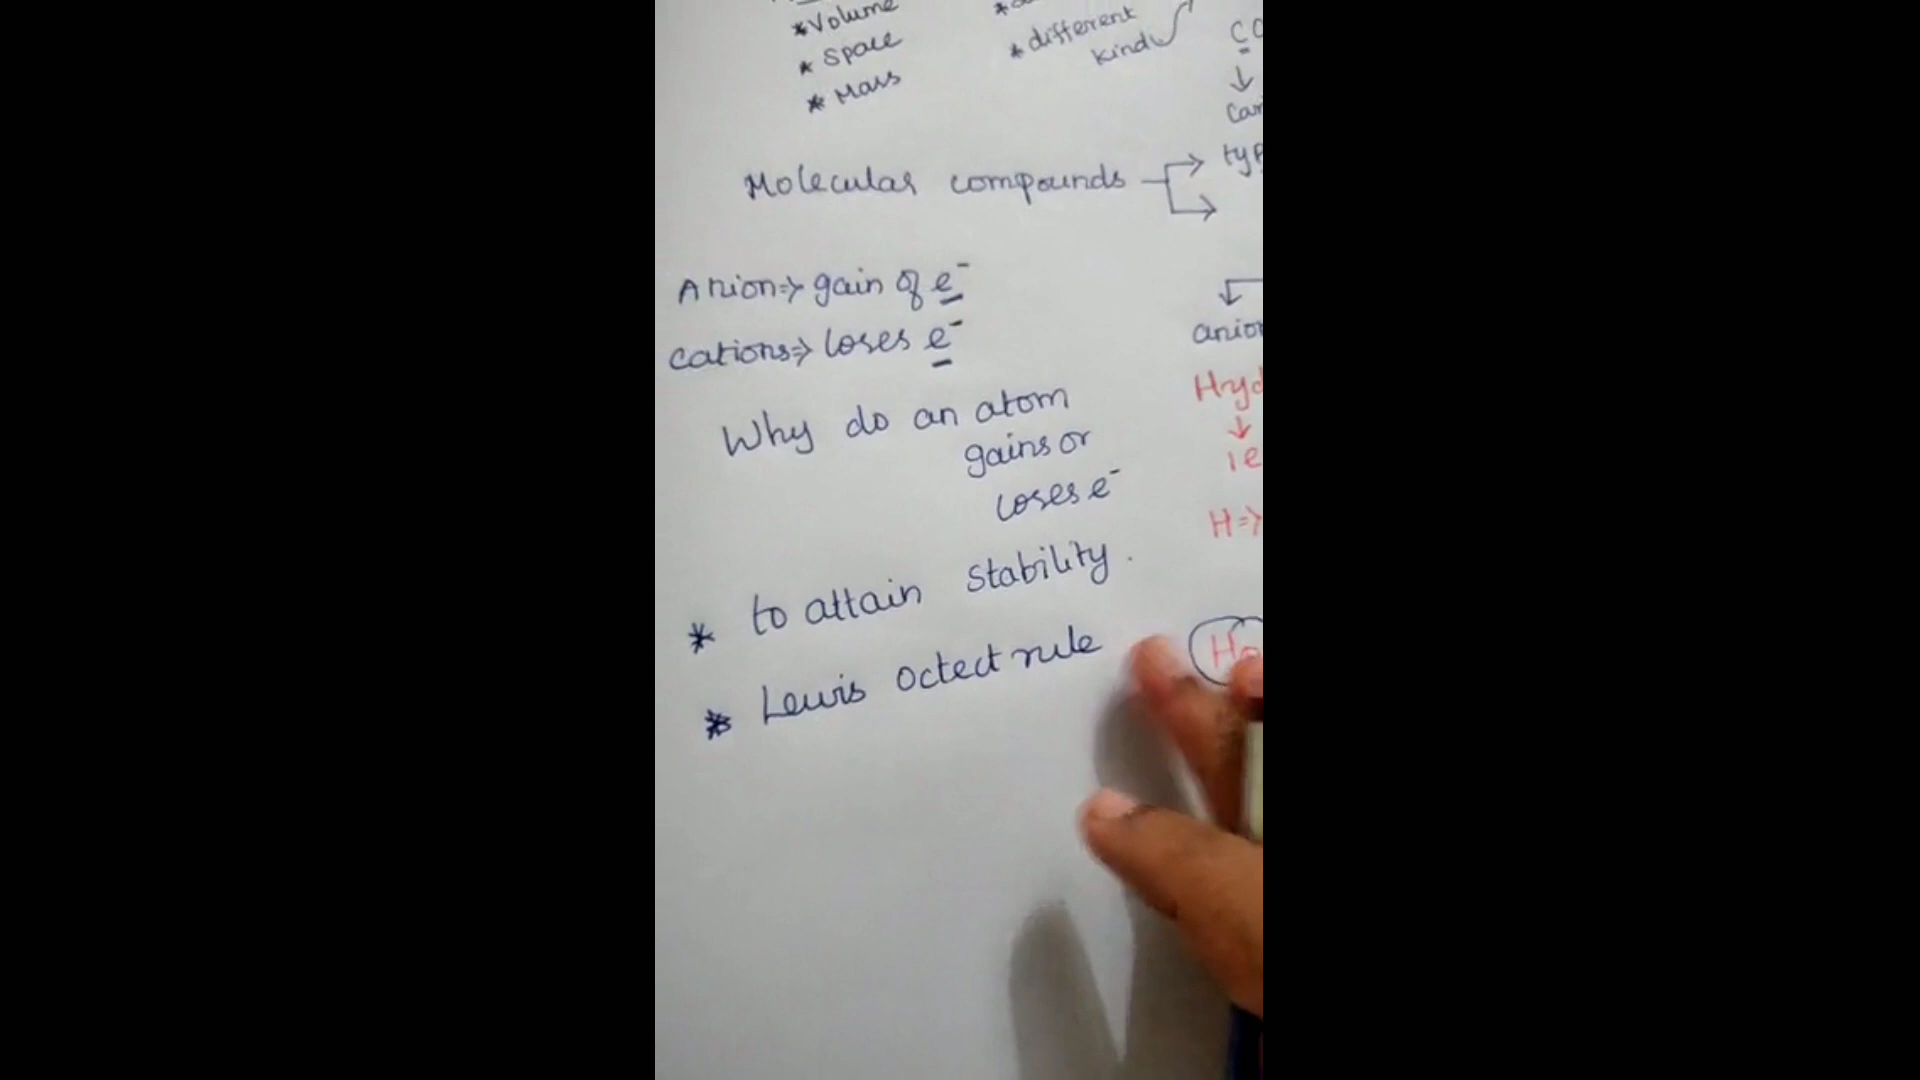 *Volume
* Space
* Mass
* different
kind
Molecular compounds
Anion=> gain of e⁻
Cations=> loses e⁻
Why do an atom
gains or
loses e⁻
* to attain stability.
* Lewis octect rule
H=>